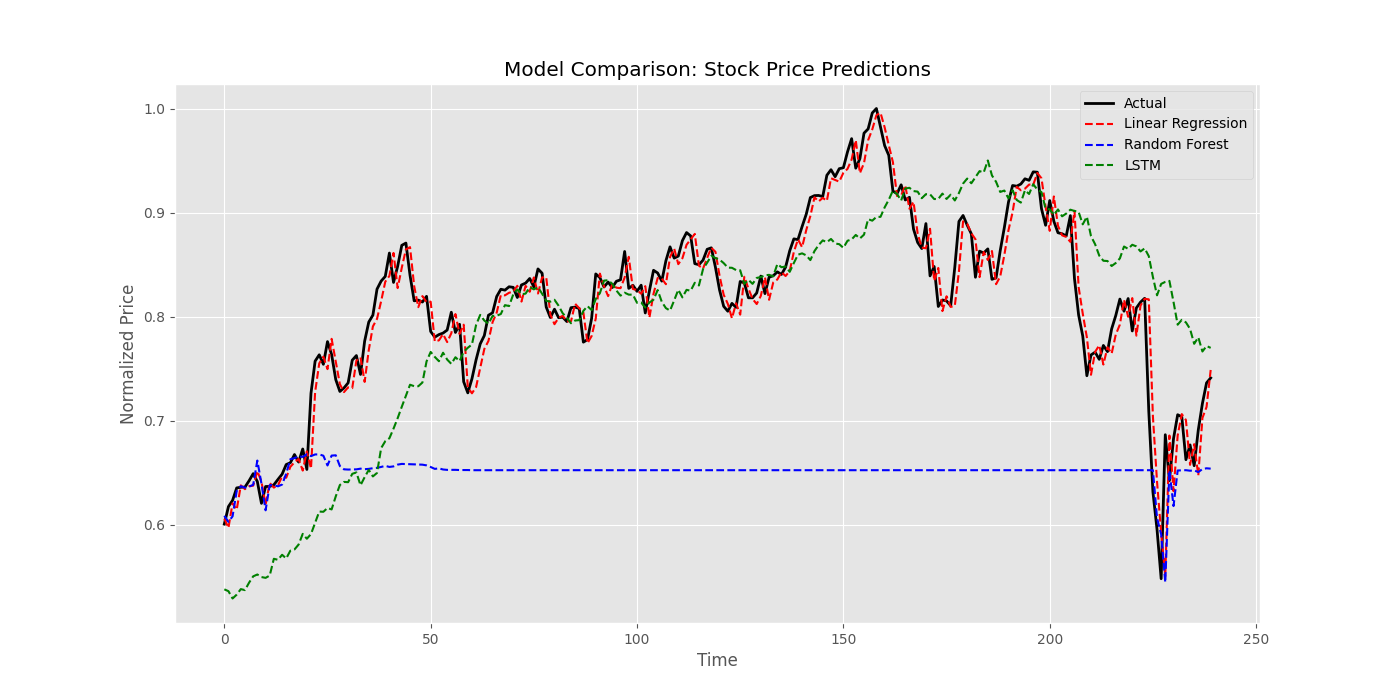 Model Comparison: Stock Price Predictions
Actual
Linear Regression
Random Forest
LSTM
Normalized Price
1.0
0.9
0.8
0.7
0.6
0 50 100 150 200 250
Time